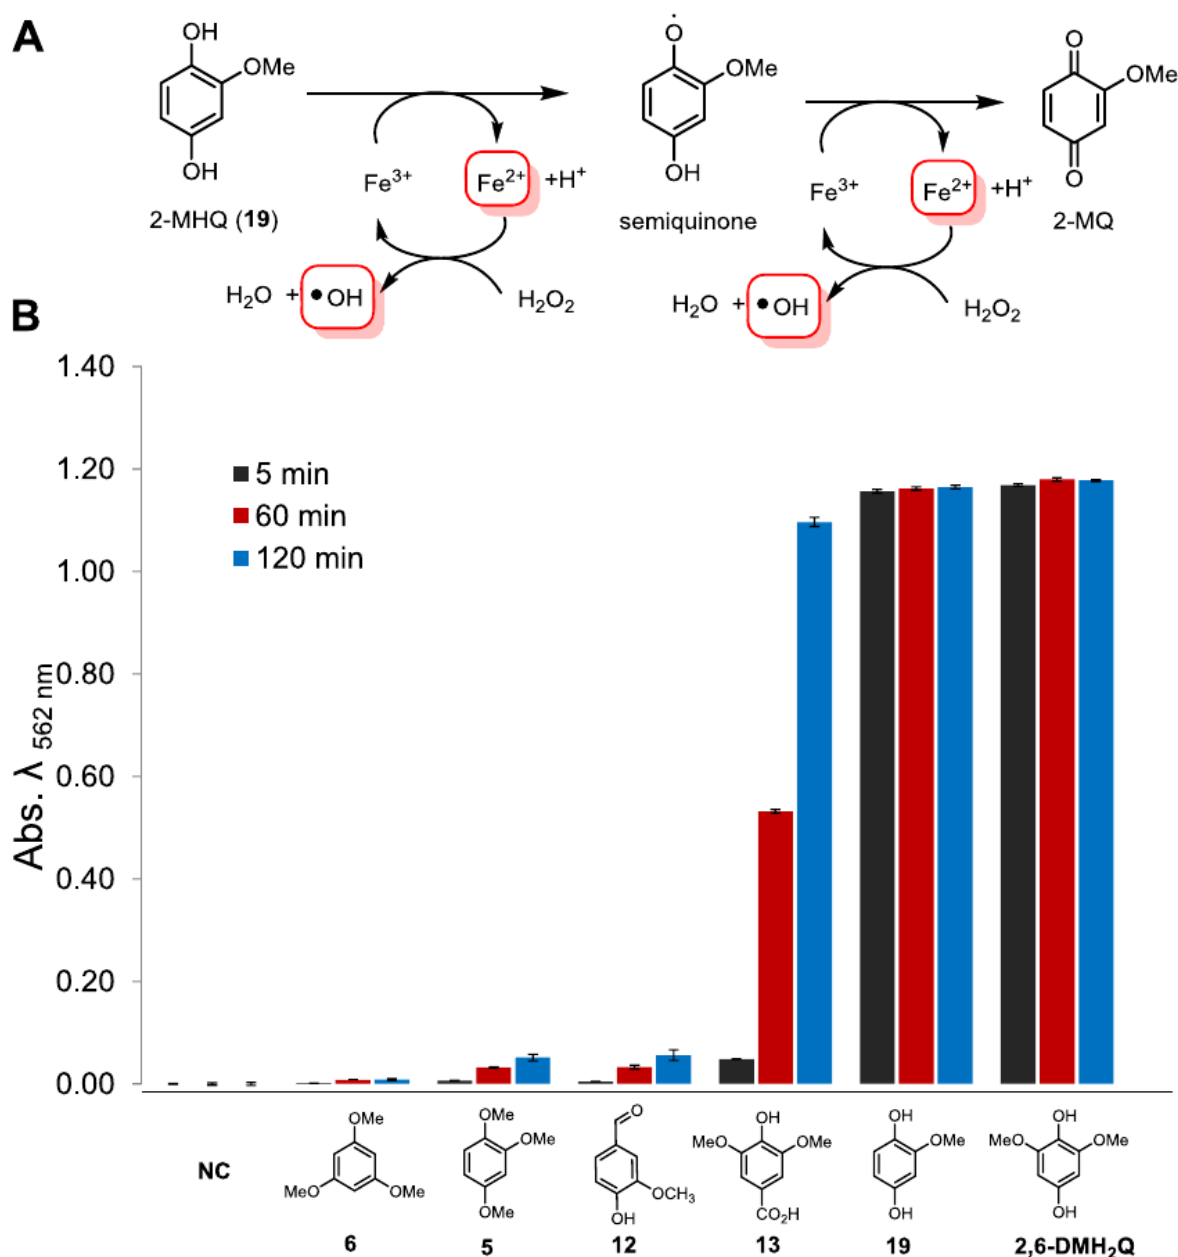 A
OH
OMe
OH
2-MHQ (19)
Fe³⁺
Fe²⁺ +H⁺
H₂O + •OH
H₂O₂
O
OMe
OH
semiquinone
Fe³⁺
Fe²⁺ +H⁺
H₂O + •OH
H₂O₂
O
OMe
O
2-MQ
B
1.40
1.20
1.00
0.80
0.60
0.40
0.20
0.00
Abs. λ 562 nm
5 min
60 min
120 min
NC
OMe
MeO
OMe
6
OMe
OMe
OMe
5
O
OCH₃
OH
12
OH
MeO
OMe
CO₂H
13
OH
OMe
OH
19
OH
MeO
OMe
OH
2,6-DMH₂Q